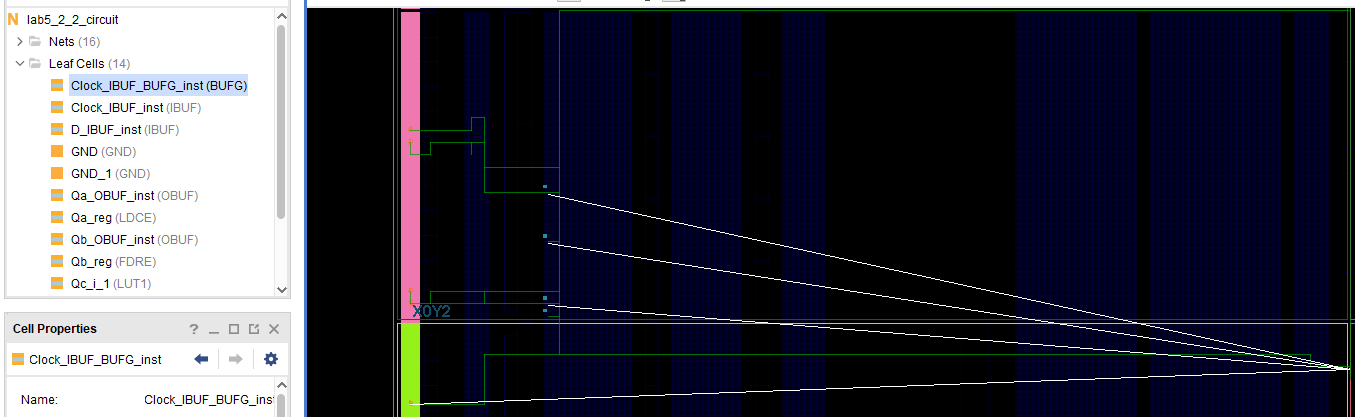 lab5_2_2_circuit
Nets (16)
Leaf Cells (14)
Clock_IBUF_BUFG_inst (BUFG)
Clock_IBUF_inst (IBUF)
D_IBUF_inst (IBUF)
GND (GND)
GND_1 (GND)
Qa_OBUF_inst (OBUF)
Qa_reg (LDCE)
Qb_OBUF_inst (OBUF)
Qb_reg (FDRE)
Qc_i_1 (LUT1)
X0Y2
Cell Properties
Clock_IBUF_BUFG_inst
Name: Clock_IBUF_BUFG_inst